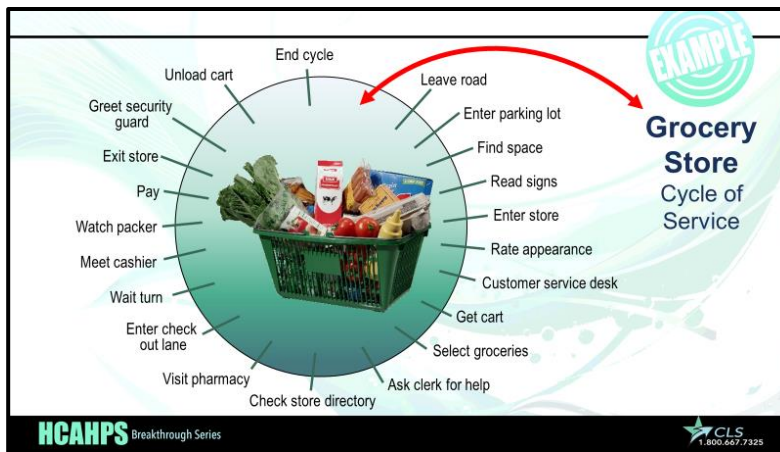 EXAMPLE
Grocery
Store
Cycle of
Service
End cycle
Leave road
Enter parking lot
Find space
Read signs
Enter store
Rate appearance
Customer service desk
Get cart
Select groceries
Ask clerk for help
Check store directory
Visit pharmacy
Enter check
out lane
Wait turn
Meet cashier
Watch packer
Pay
Exit store
Greet security
guard
Unload cart
HCAHPS Breakthrough Series
CLS
1.800.667.7325